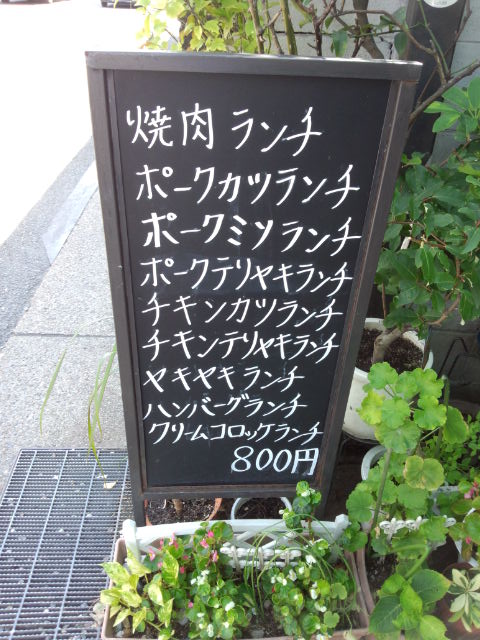 焼肉ランチ
ポークカツランチ
ポークミソランチ
ポークテリヤキランチ
チキンカツランチ
チキンテリヤキランチ
ヤキヤキランチ
ハンバーグランチ
クリームコロッケランチ
800円